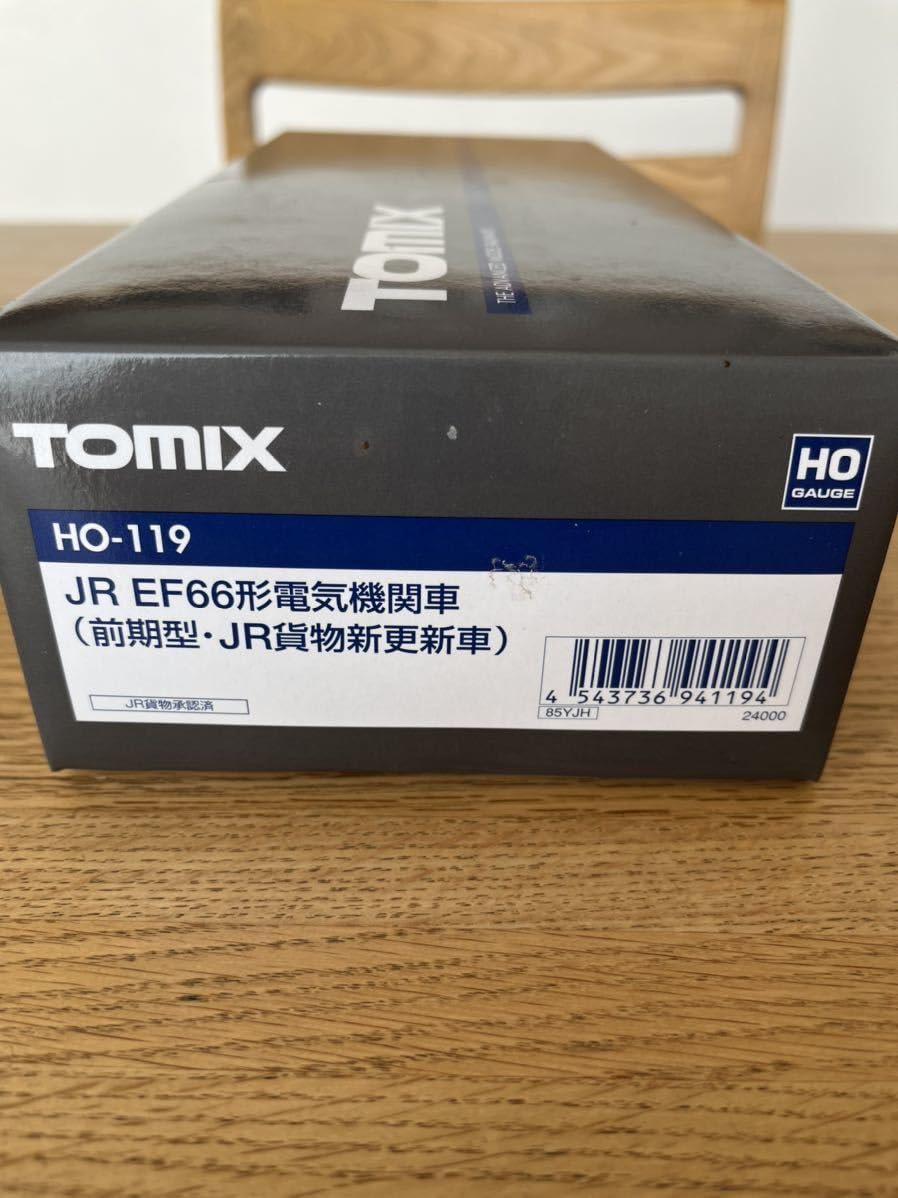 TOMIX
THE ADVANCED MODEL RAILWAY
TOMIX
HO
GAUGE
HO-119
JR EF66形電気機関車
(前期型・JR貨物新更新車)
JR貨物承認済
4 543736 941194
85YJH
24000